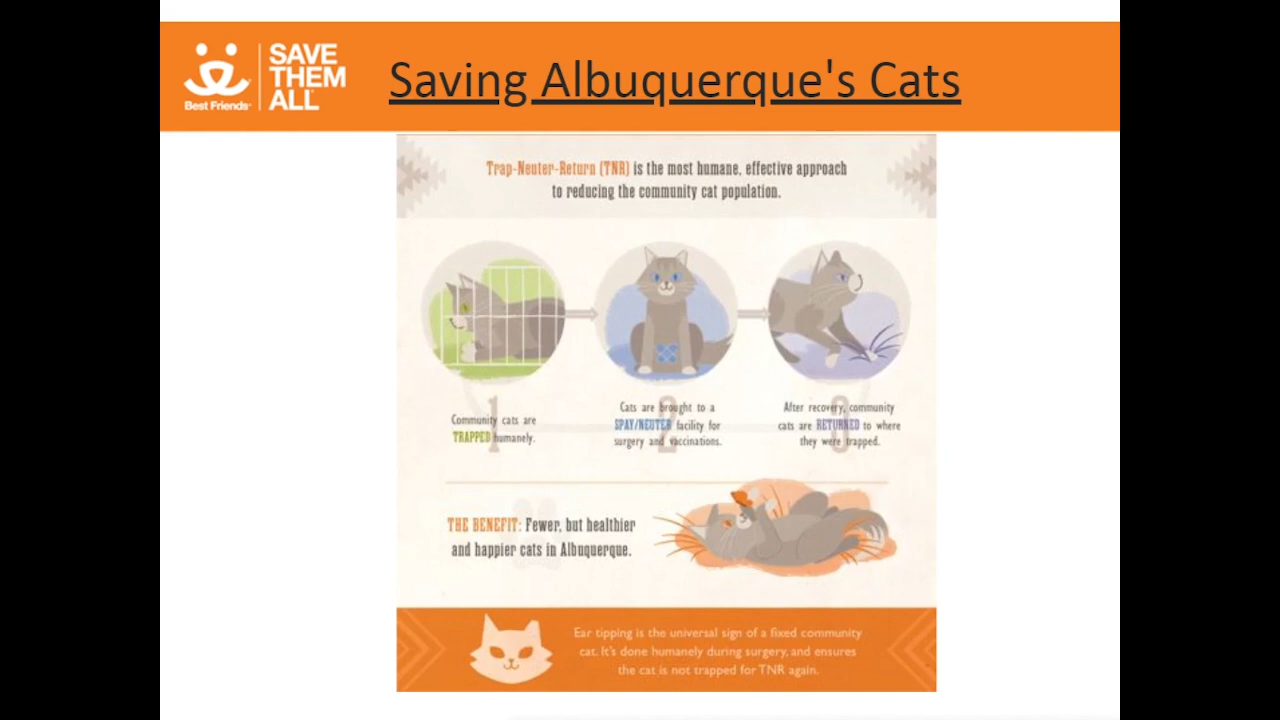 SAVE
THEM
ALL
Best Friends
Saving Albuquerque's Cats
Trap-Neuter-Return (TNR) is the most humane, effective approach
to reducing the community cat population.
1
Community cats are
TRAPPED humanely.
2
Cats are brought to a
SPAY/NEUTER facility for
surgery and vaccinations.
3
After recovery, community
cats are RETURNED to where
they were trapped.
THE BENEFIT: Fewer, but healthier
and happier cats in Albuquerque.
Ear tipping is the universal sign of a fixed community
cat. It's done humanely during surgery, and ensures
the cat is not trapped for TNR again.